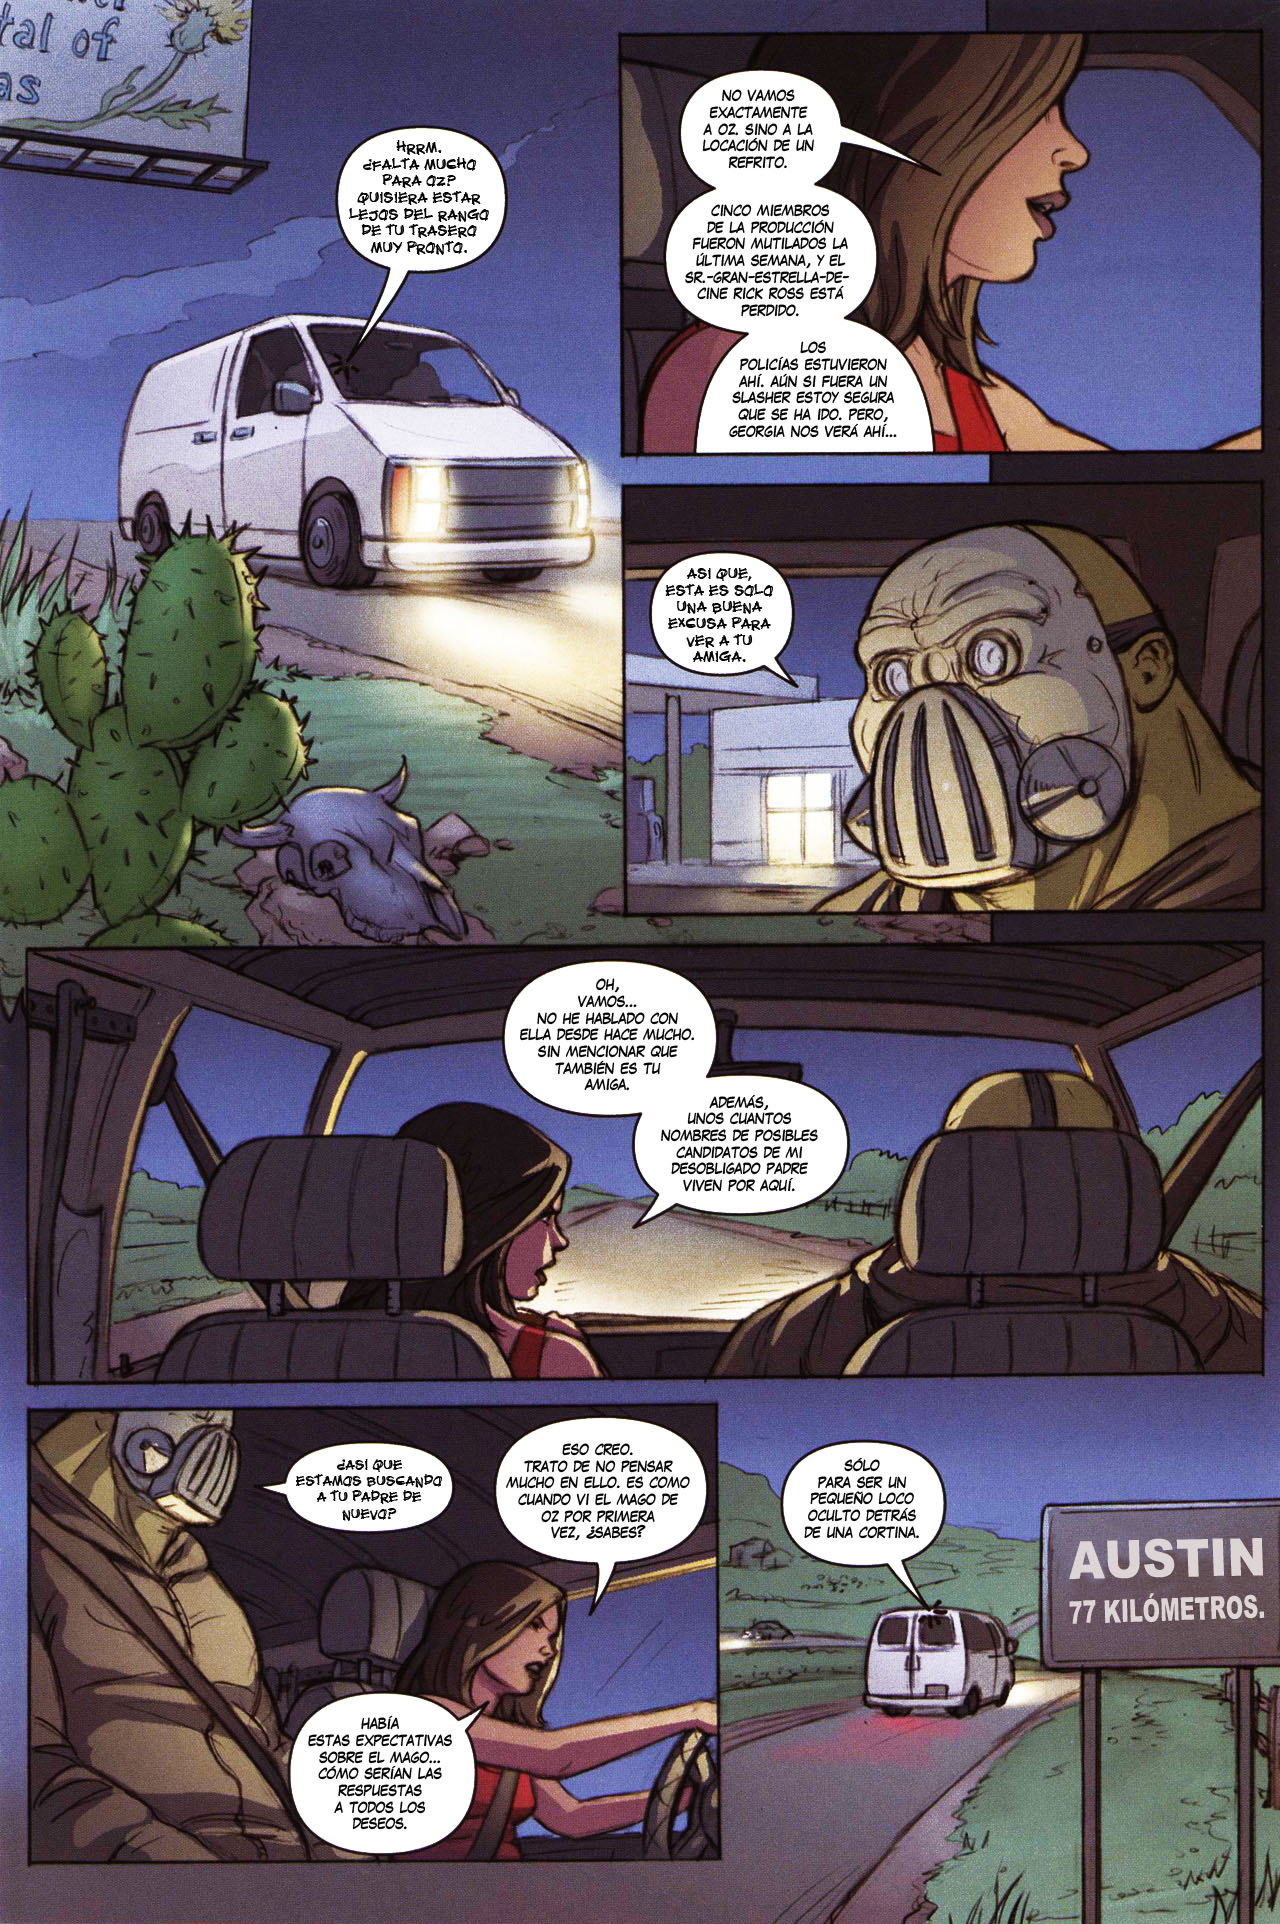 tal of
as
HRRM.
¿FALTA MUCHO
PARA OZ?
QUISIERA ESTAR
LEJOS DEL RANGO
DE TU TRASERO
MUY PRONTO.
NO VAMOS
EXACTAMENTE
A OZ. SINO A LA
LOCACIÓN DE UN
REFRITO.
CINCO MIEMBROS
DE LA PRODUCCIÓN
FUERON MUTILADOS LA
ÚLTIMA SEMANA, Y EL
SR.-GRAN-ESTRELLA-DE-
CINE RICK ROSS ESTÁ
PERDIDO.
LOS
POLICÍAS ESTUVIERON
AHÍ. AÚN SI FUERA UN
SLASHER ESTOY SEGURA
QUE SE HA IDO. PERO,
GEORGIA NOS VERÁ AHÍ...
ASI QUE,
ESTA ES SOLO
UNA BUENA
EXCUSA PARA
VER A TU
AMIGA.
OH,
VAMOS...
NO HE HABLADO CON
ELLA DESDE HACE MUCHO.
SIN MENCIONAR QUE
TAMBIÉN ES TU
AMIGA.
ADEMÁS,
UNOS CUANTOS
NOMBRES DE POSIBLES
CANDIDATOS DE MI
DESOBLIGADO PADRE
VIVEN POR AQUÍ.
¿ASI QUE
ESTAMOS BUSCANDO
A TU PADRE DE
NUEVO?
ESO CREO.
TRATO DE NO PENSAR
MUCHO EN ELLO. ES COMO
CUANDO VI EL MAGO DE
OZ POR PRIMERA
VEZ, ¿SABES?
HABÍA
ESTAS EXPECTATIVAS
SOBRE EL MAGO...
CÓMO SERÍAN LAS
RESPUESTAS
A TODOS LOS
DESEOS.
SÓLO
PARA SER UN
PEQUEÑO LOCO
OCULTO DETRÁS
DE UNA CORTINA.
AUSTIN
77 KILÓMETROS.